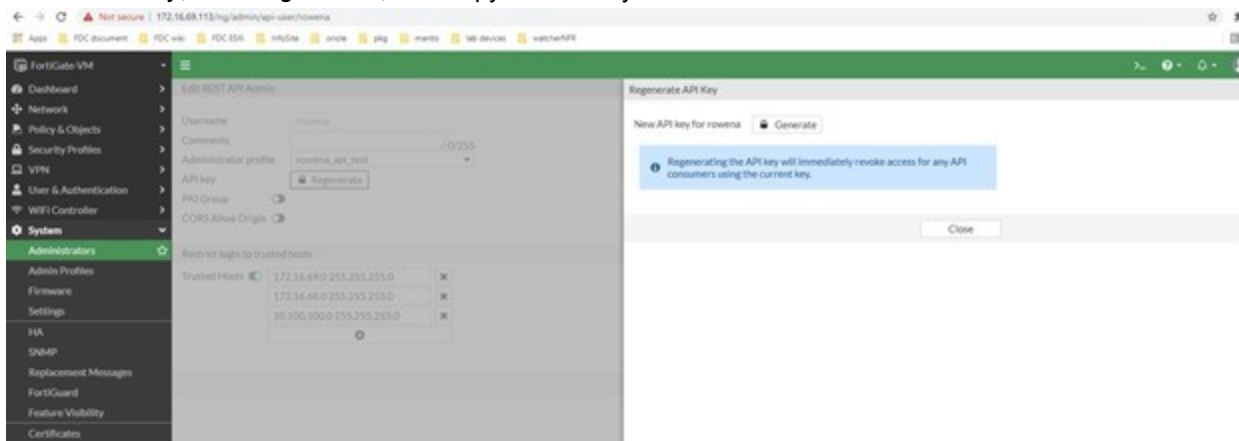 Not secure | 172.16.69.113/ng/admin/api-user/rowena
Apps FDC document FDC wiki FDC ESXi InfoSite oriole pkg mantis lab devices watcherNFR
FortiGate VM
Dashboard
Network
Policy & Objects
Security Profiles
VPN
User & Authentication
WiFi Controller
System
Administrators
Admin Profiles
Firmware
Settings
HA
SNMP
Replacement Messages
FortiGuard
Feature Visibility
Certificates
Edit REST API Admin
Username rowena
Comments 0/255
Administrator profile rowena_api_test
API key Regenerate
PKI Group
CORS Allow Origin
Restrict login to trusted hosts
Trusted Hosts 172.16.69.0 255.255.255.0
172.16.68.0 255.255.255.0
10.100.100.0 255.255.255.0
Regenerate API Key
New API key for rowena Generate
Regenerating the API key will immediately revoke access for any API
consumers using the current key.
Close